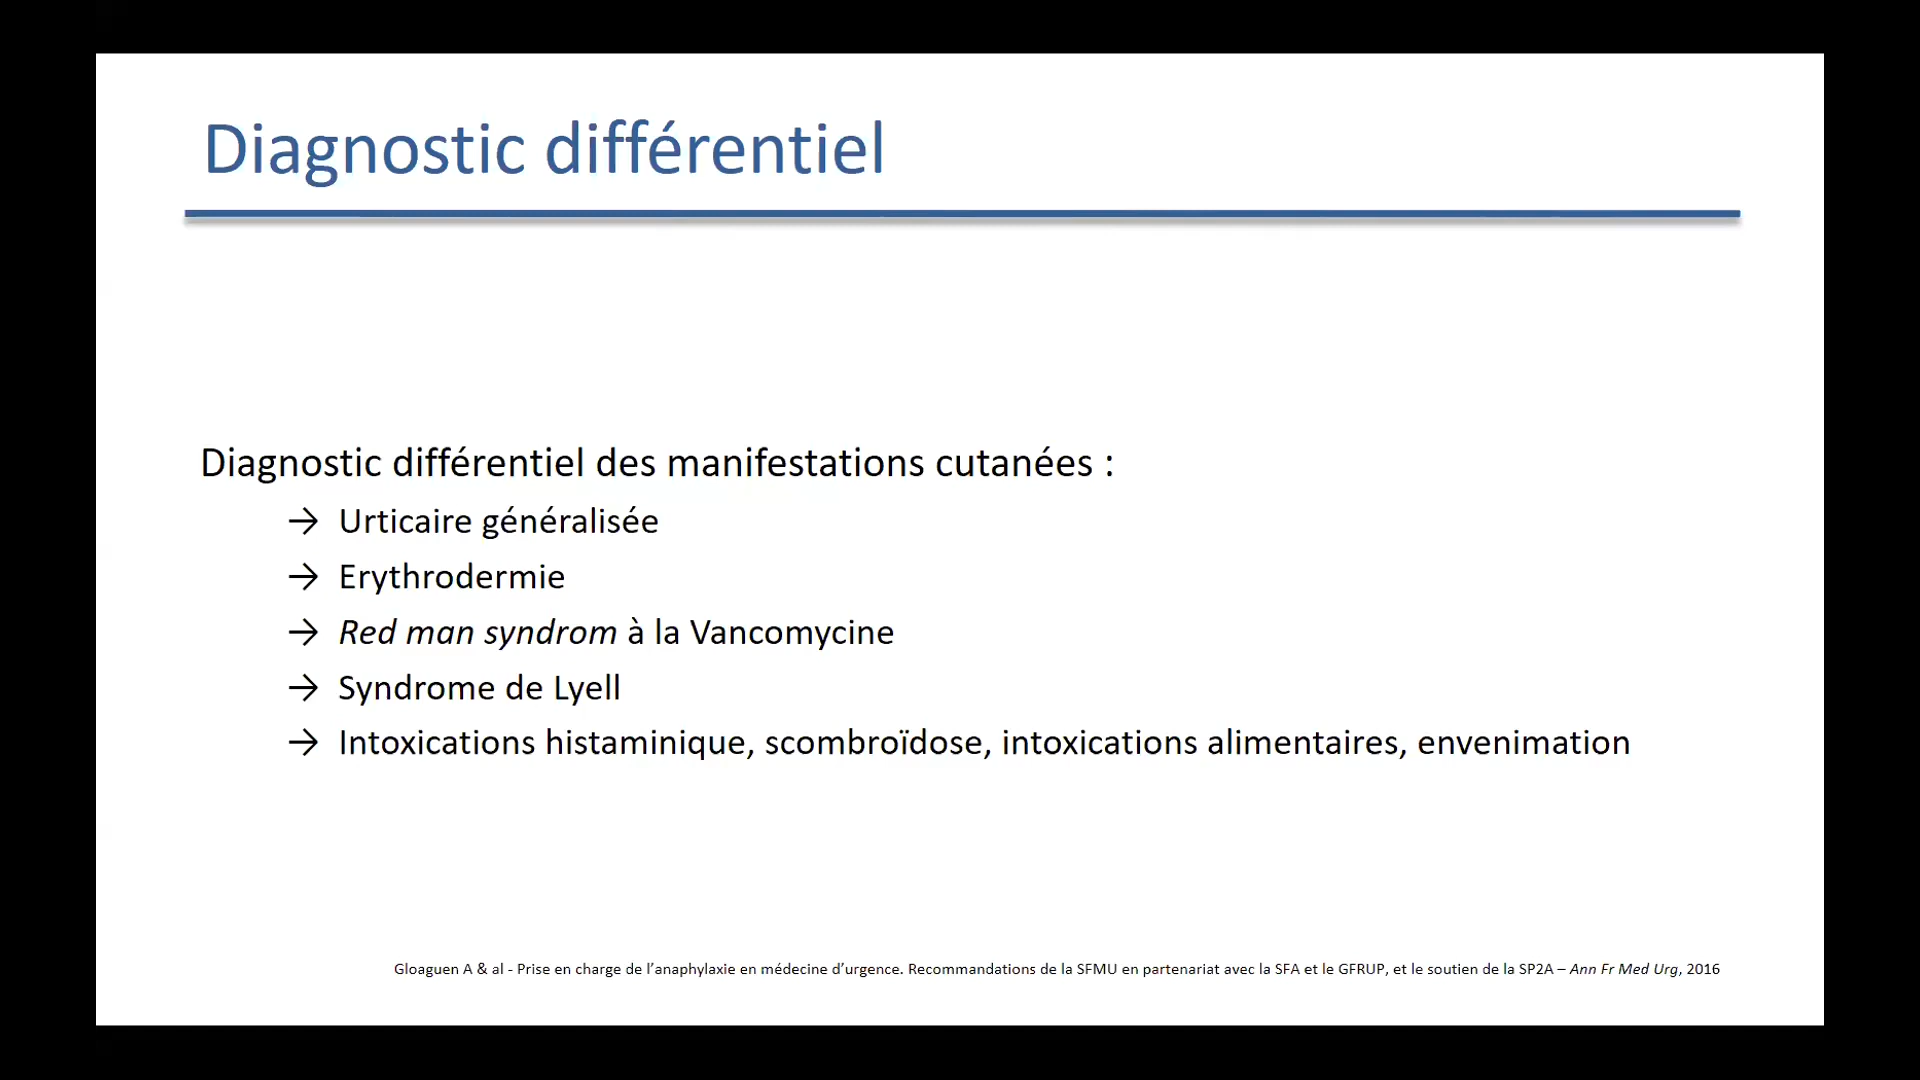 Diagnostic différentiel
Diagnostic différentiel des manifestations cutanées :
→ Urticaire généralisée
→ Erythrodermie
→ Red man syndrom à la Vancomycine
→ Syndrome de Lyell
→ Intoxications histaminique, scombroïdose, intoxications alimentaires, envenimation
Gloaguen A & al - Prise en charge de l’anaphylaxie en médecine d’urgence. Recommandations de la SFMU en partenariat avec la SFA et le GFRUP, et le soutien de la SP2A – Ann Fr Med Urg, 2016